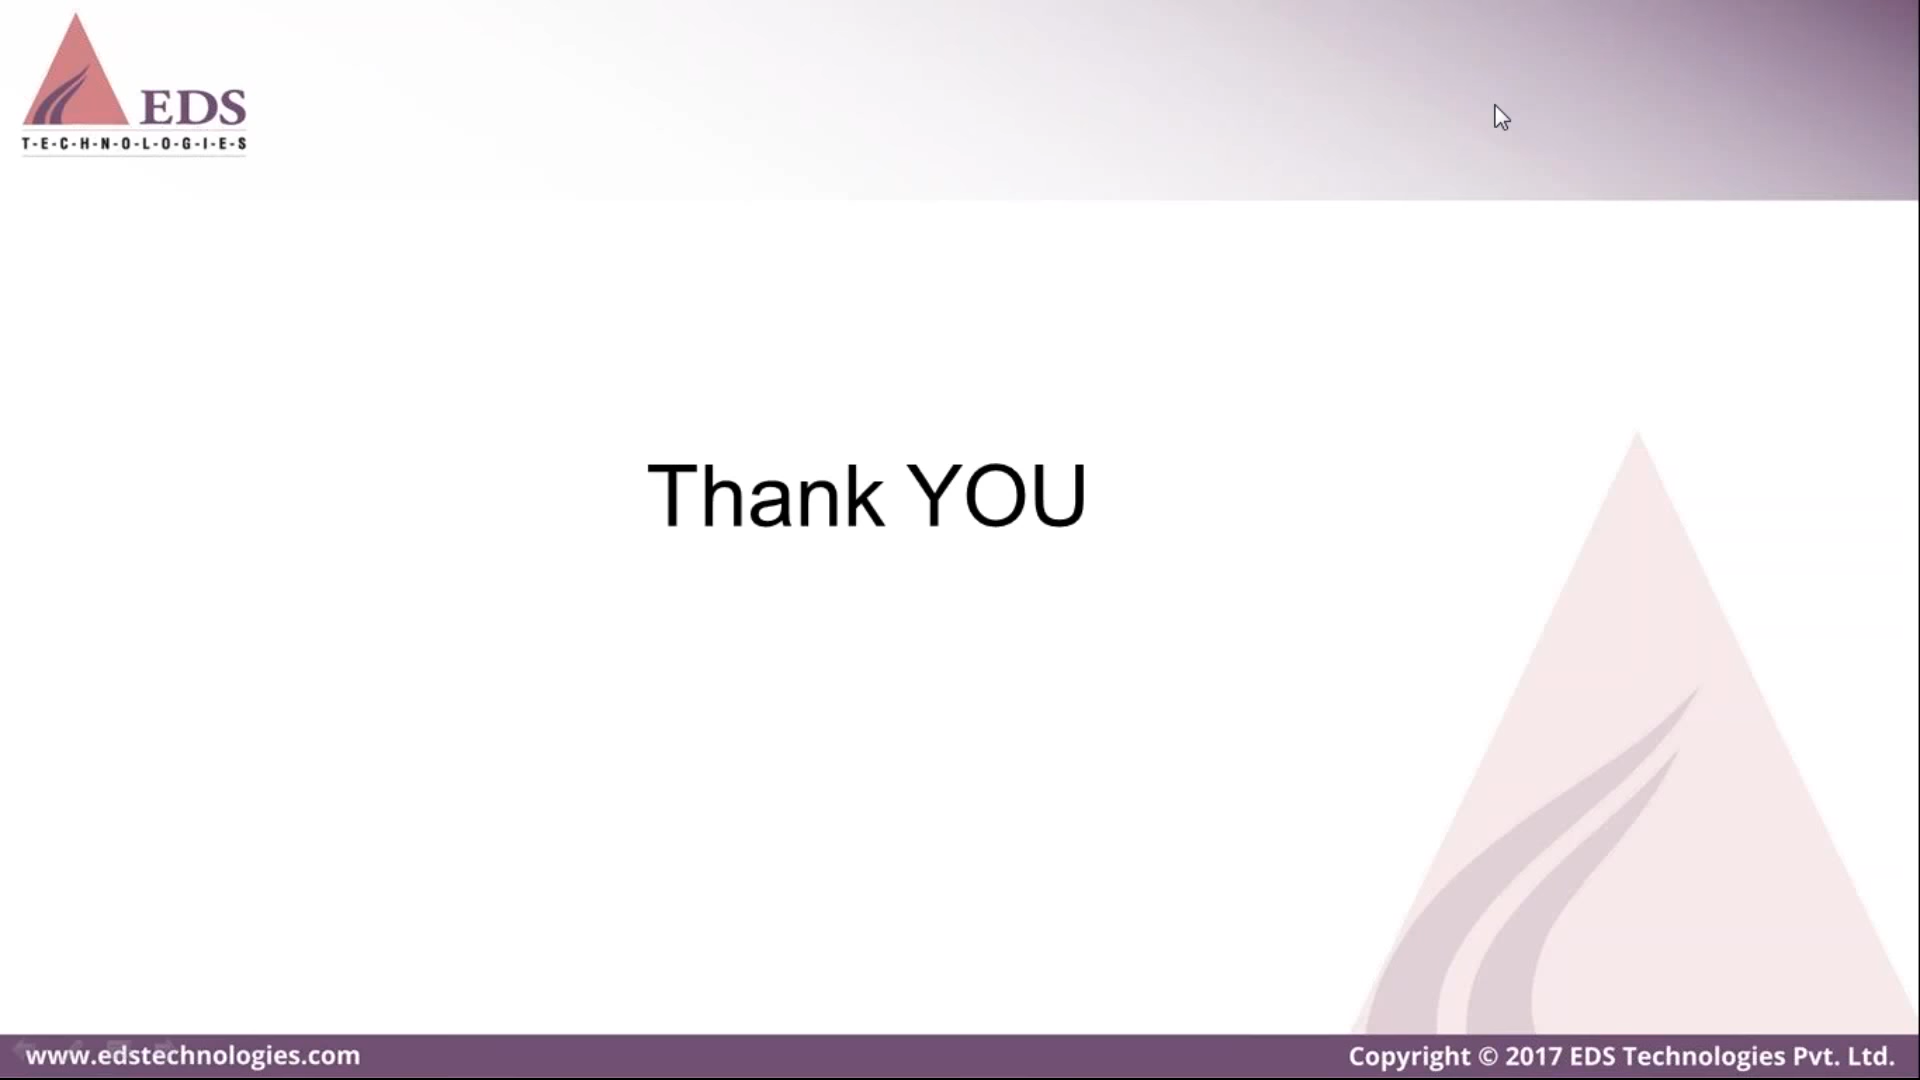 EDS
T-E-C-H-N-O-L-O-G-I-E-S
Thank YOU
www.edstechnologies.com
Copyright © 2017 EDS Technologies Pvt. Ltd.